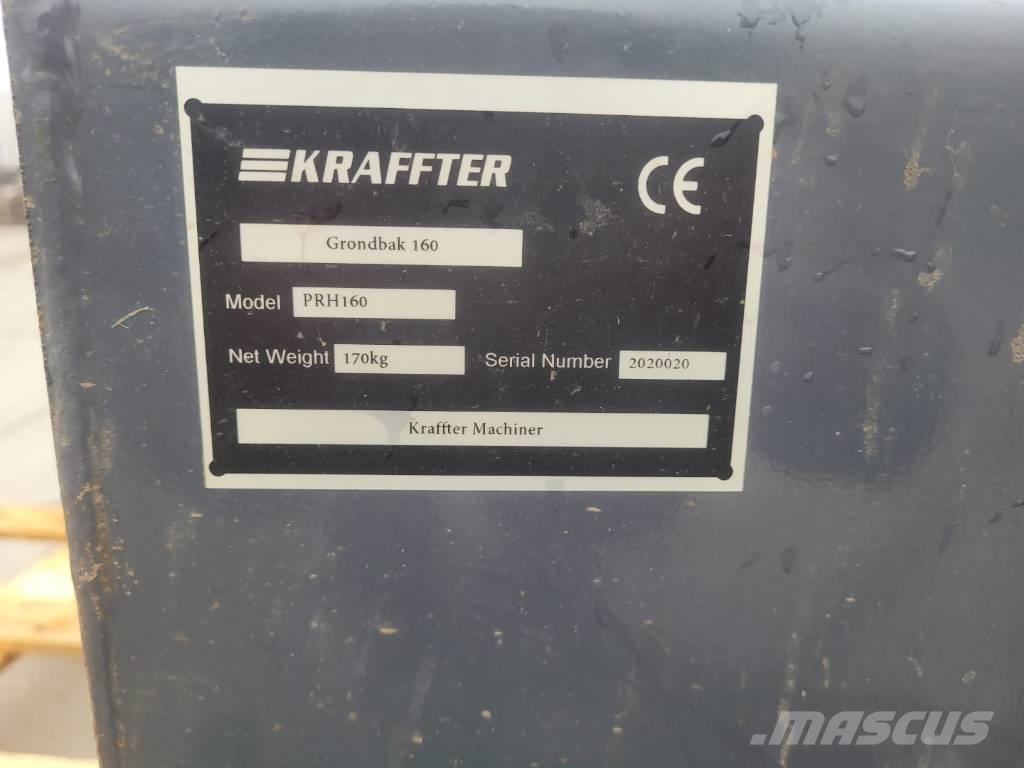 KRAFFTER
CE
Grondbak 160
Model PRH160
Net Weight 170kg Serial Number 2020020
Kraffter Machiner
MASCUS